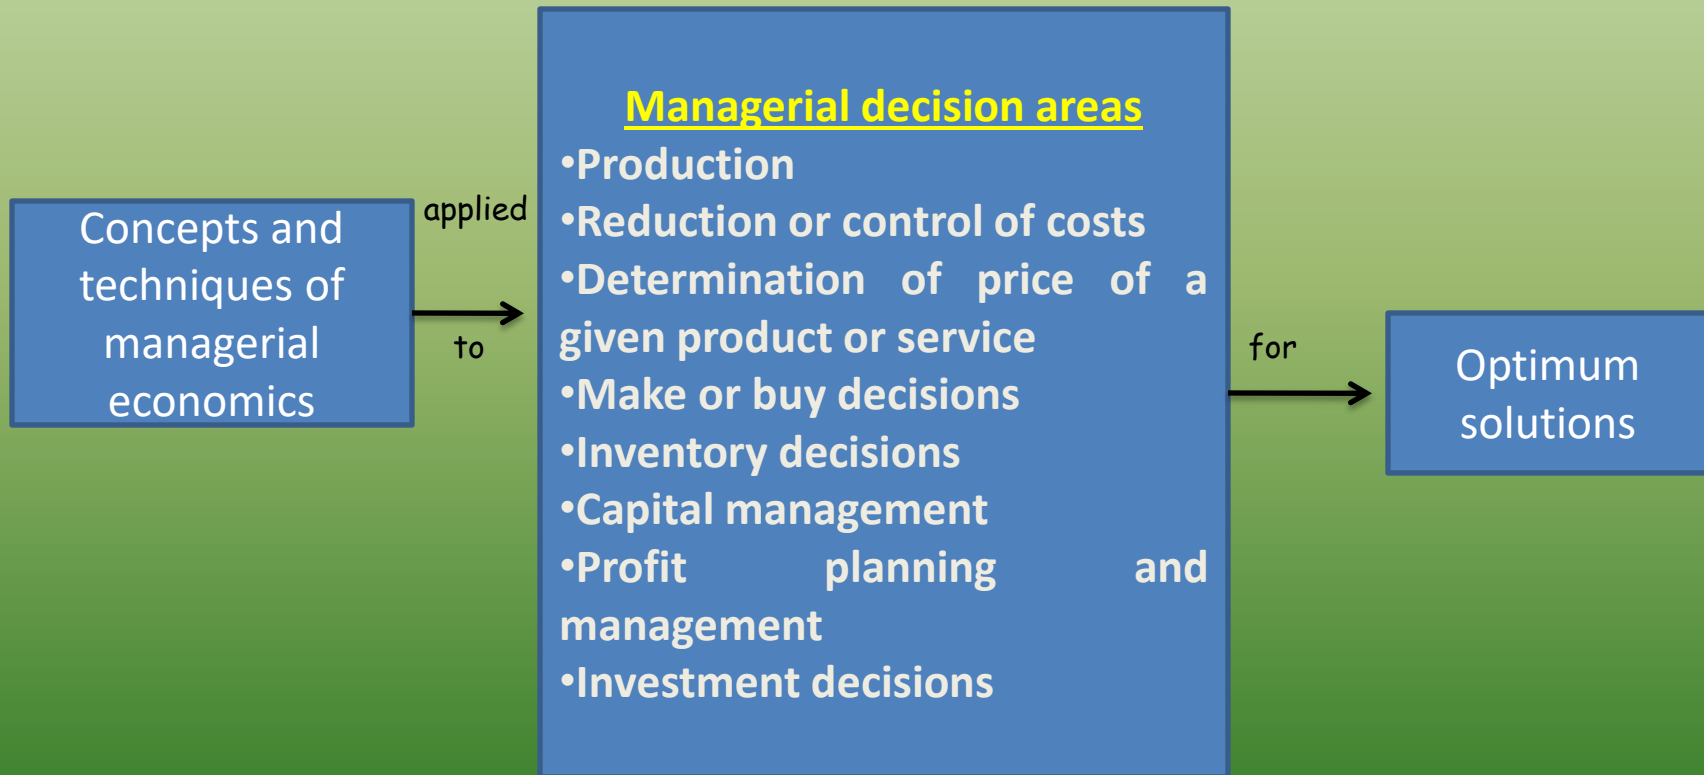 Concepts and
techniques of
managerial
economics
applied
to
Managerial decision areas
•Production
•Reduction or control of costs
•Determination of price of a
given product or service
•Make or buy decisions
•Inventory decisions
•Capital management
•Profit planning and
management
•Investment decisions
for
Optimum
solutions